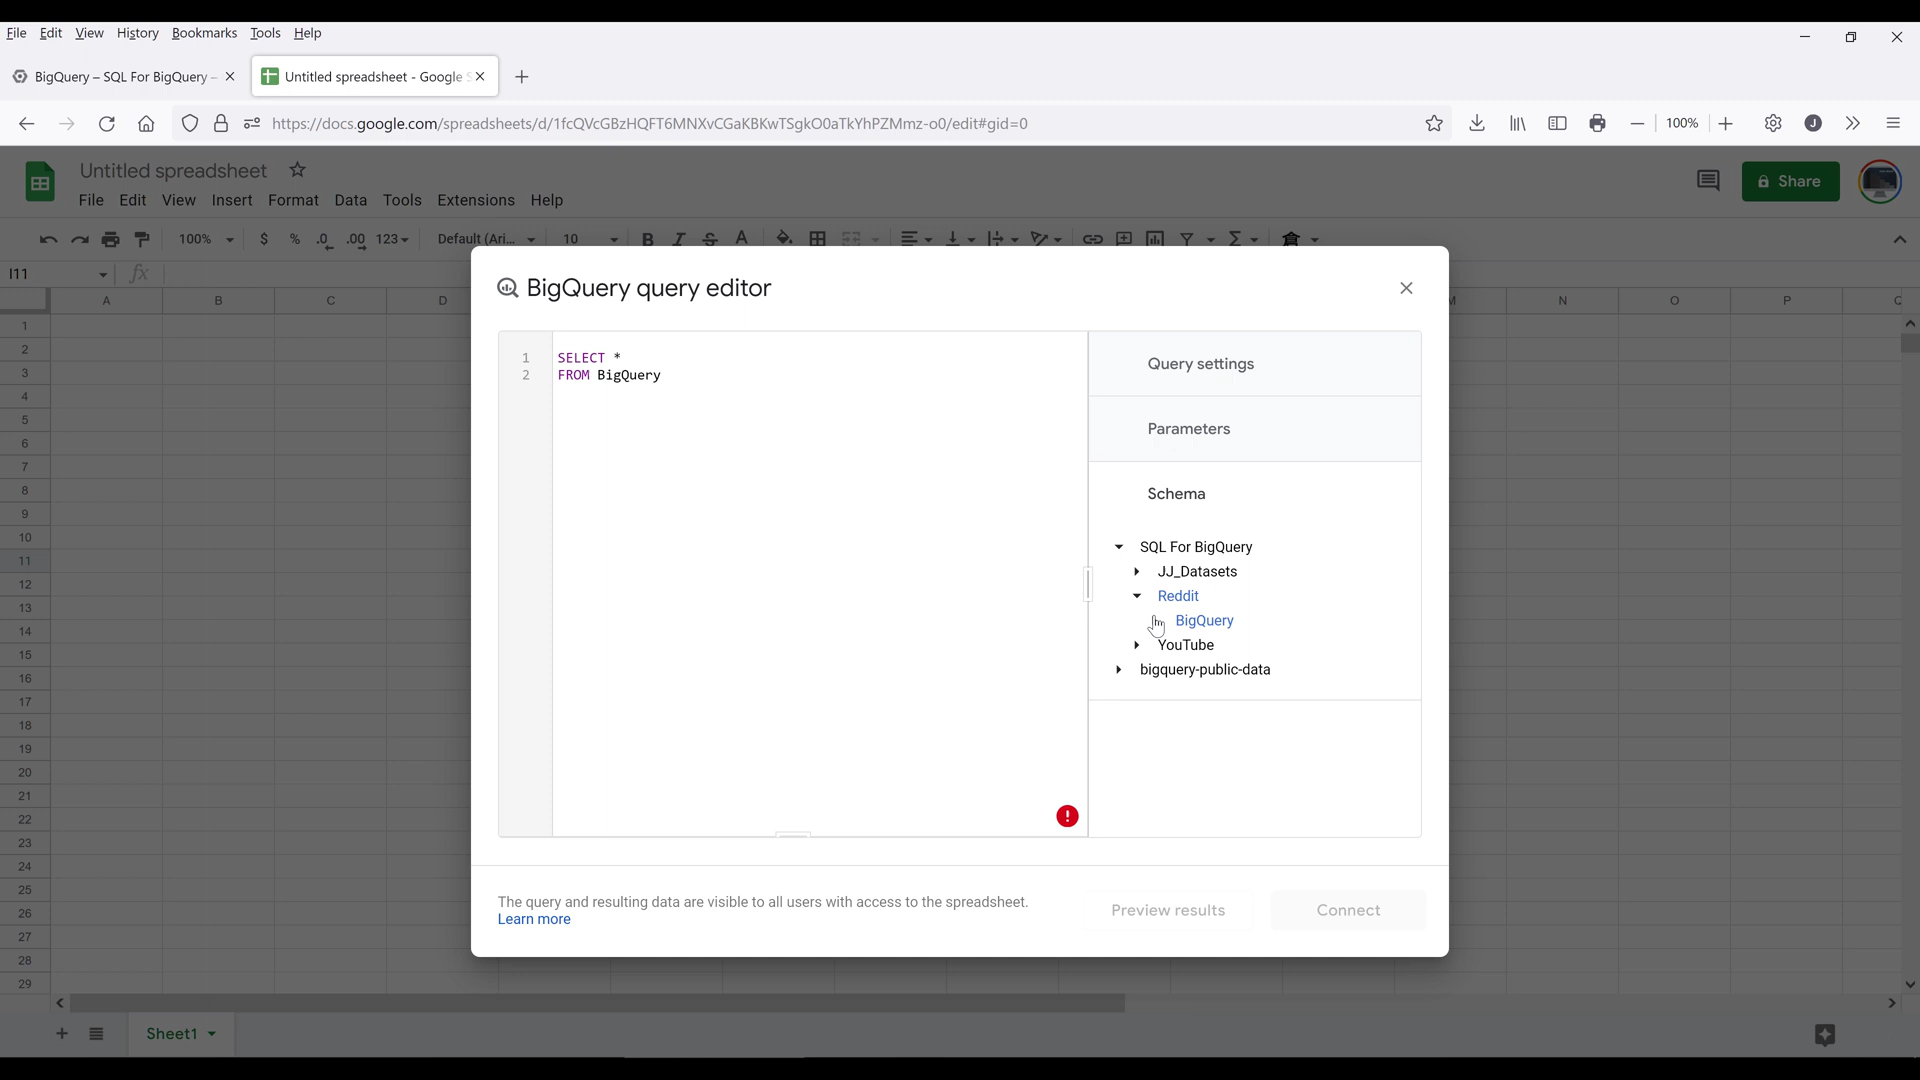 File Edit View History Bookmarks Tools Help
BigQuery – SQL For BigQuery –
Untitled spreadsheet - Google S
https://docs.google.com/spreadsheets/d/1fcQVcGBzHQFT6MNXvCGaKBKwTSgkO0aTkYhPZMmz-o0/edit#gid=0
100%
J
Untitled spreadsheet
File Edit View Insert Format Data Tools Extensions Help
Share
100% $ % .0 .00 123 Default (Ari... 10 B I S A
I11 fx
A B C D M N O P
1
2
3
4
5
6
7
8
9
10
11
12
13
14
15
16
17
18
19
20
21
22
23
24
25
26
27
28
29
BigQuery query editor
1 SELECT *
2 FROM BigQuery
Query settings
Parameters
Schema
SQL For BigQuery
JJ_Datasets
Reddit
BigQuery
YouTube
bigquery-public-data
The query and resulting data are visible to all users with access to the spreadsheet.
Learn more
Preview results
Connect
Sheet1